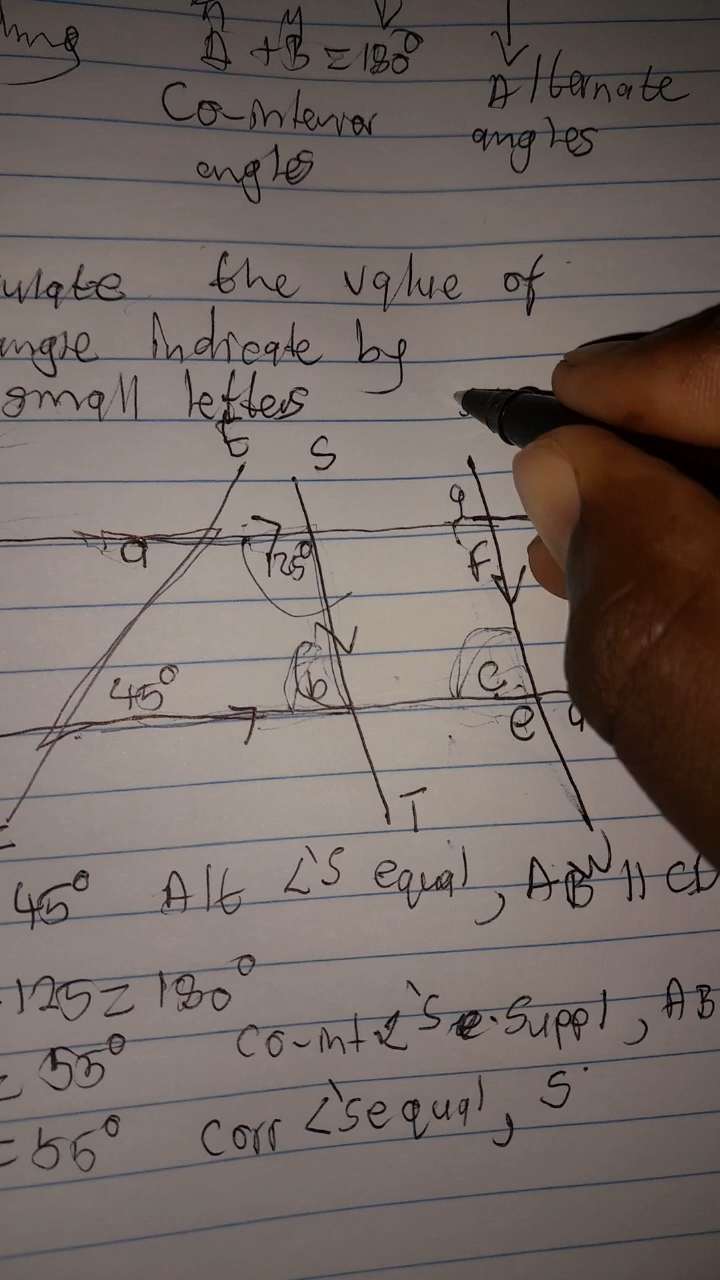 A + B = 180°
Co-interior
angles
Alternate
angles
ulate the value of
angle indicate by
small letters
E S
a 125° g f
45° b c e d
T
45° Alt <'s equal, AB || CD
125 = 180°
= 55° Co-int <'s suppl, AB
= 55° Corr <'s equal, S